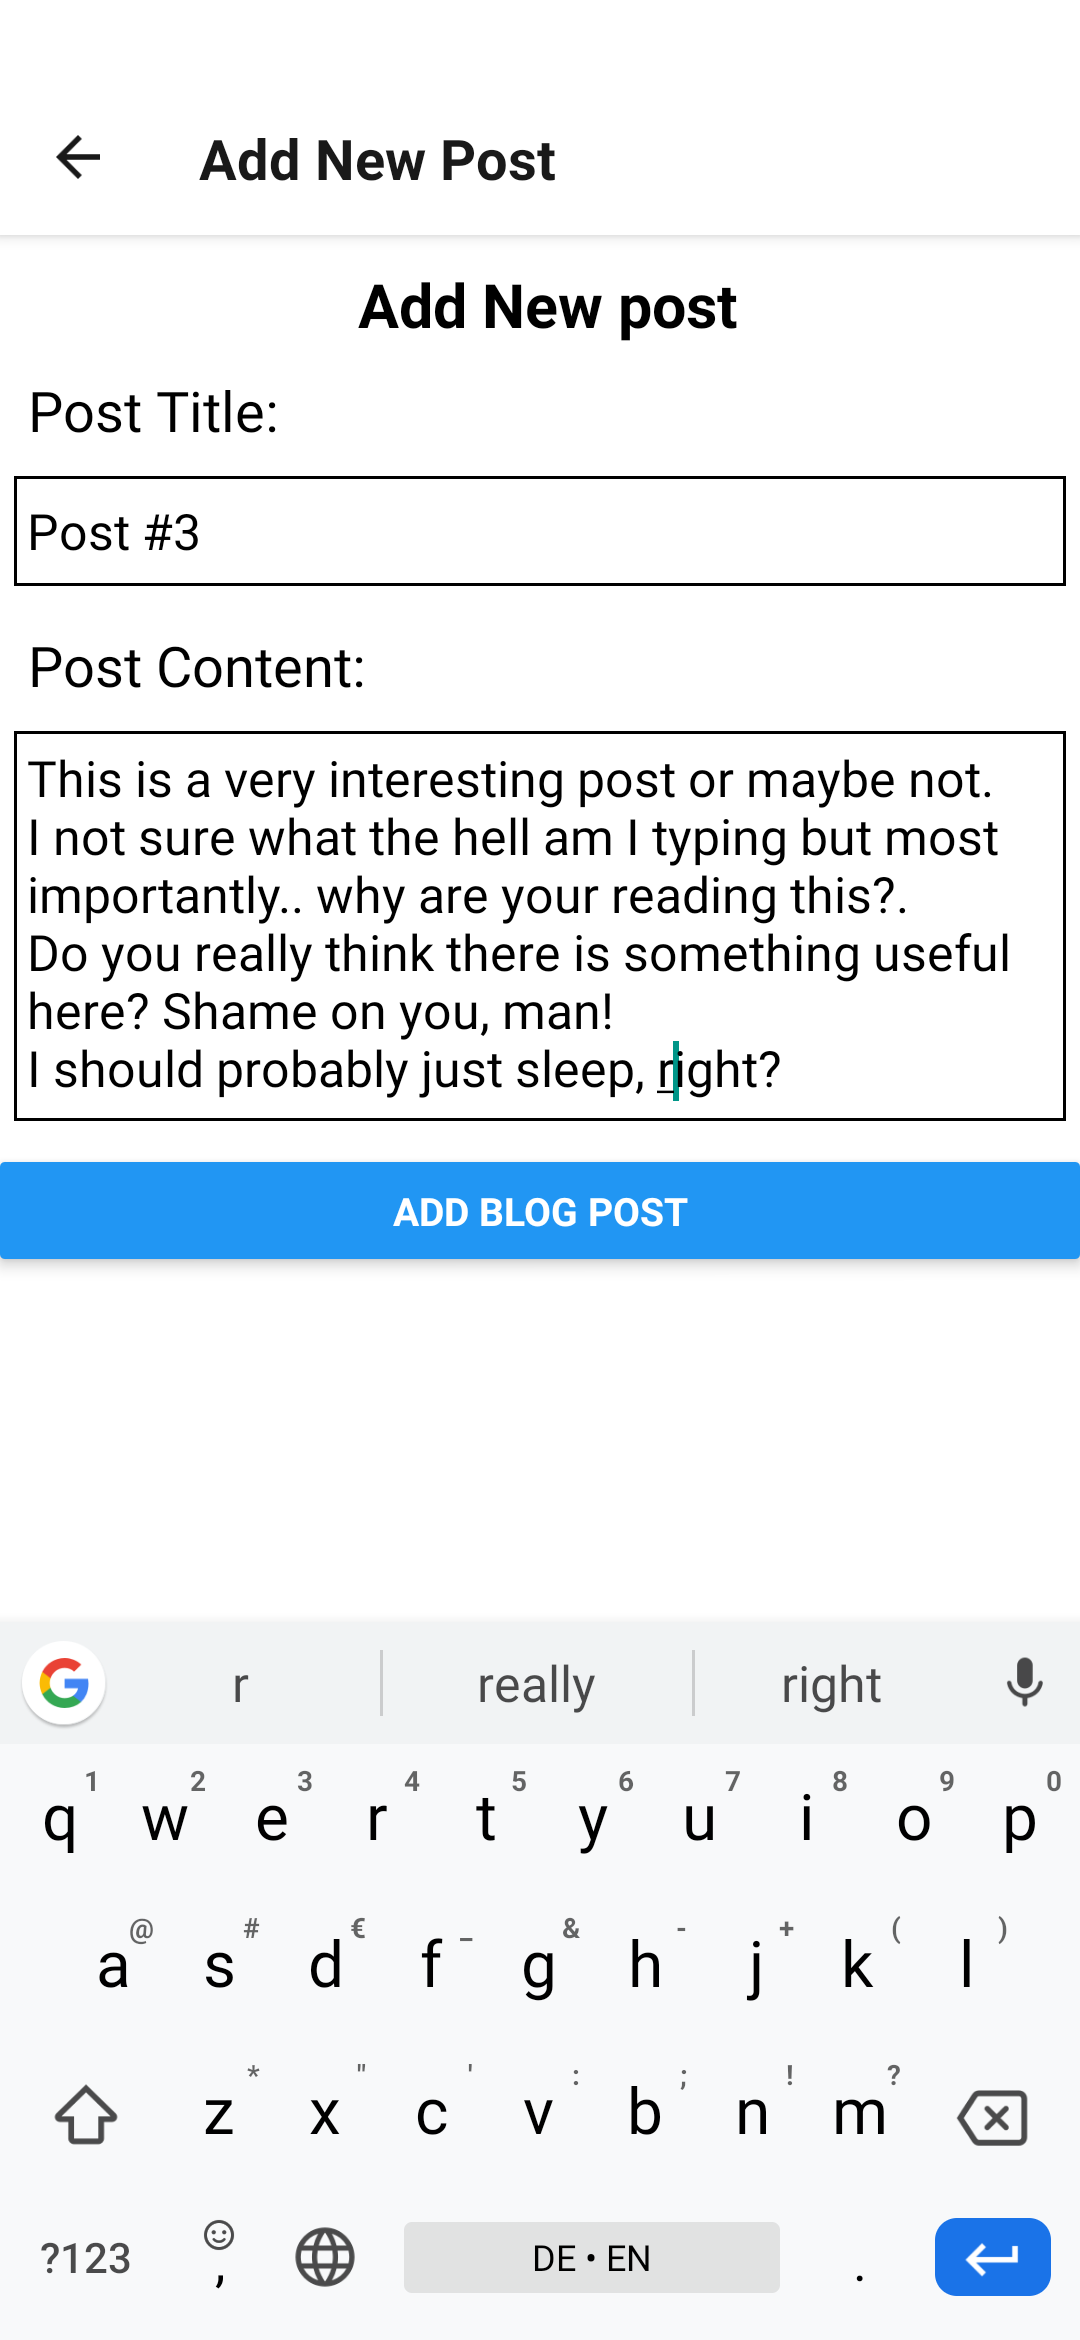 Add New Post
Add New post
Post Title:
Post #3
Post Content:
This is a very interesting post or maybe not.
I not sure what the hell am I typing but most
importantly.. why are your reading this?.
Do you really think there is something useful
here? Shame on you, man!
I should probably just sleep, right?
ADD BLOG POST
r really right
1 2 3 4 5 6 7 8 9 0
q w e r t y u i o p
@ # € _ & - + ( )
a s d f g h j k l
* " ' : ; ! ?
z x c v b n m
?123 , DE • EN .